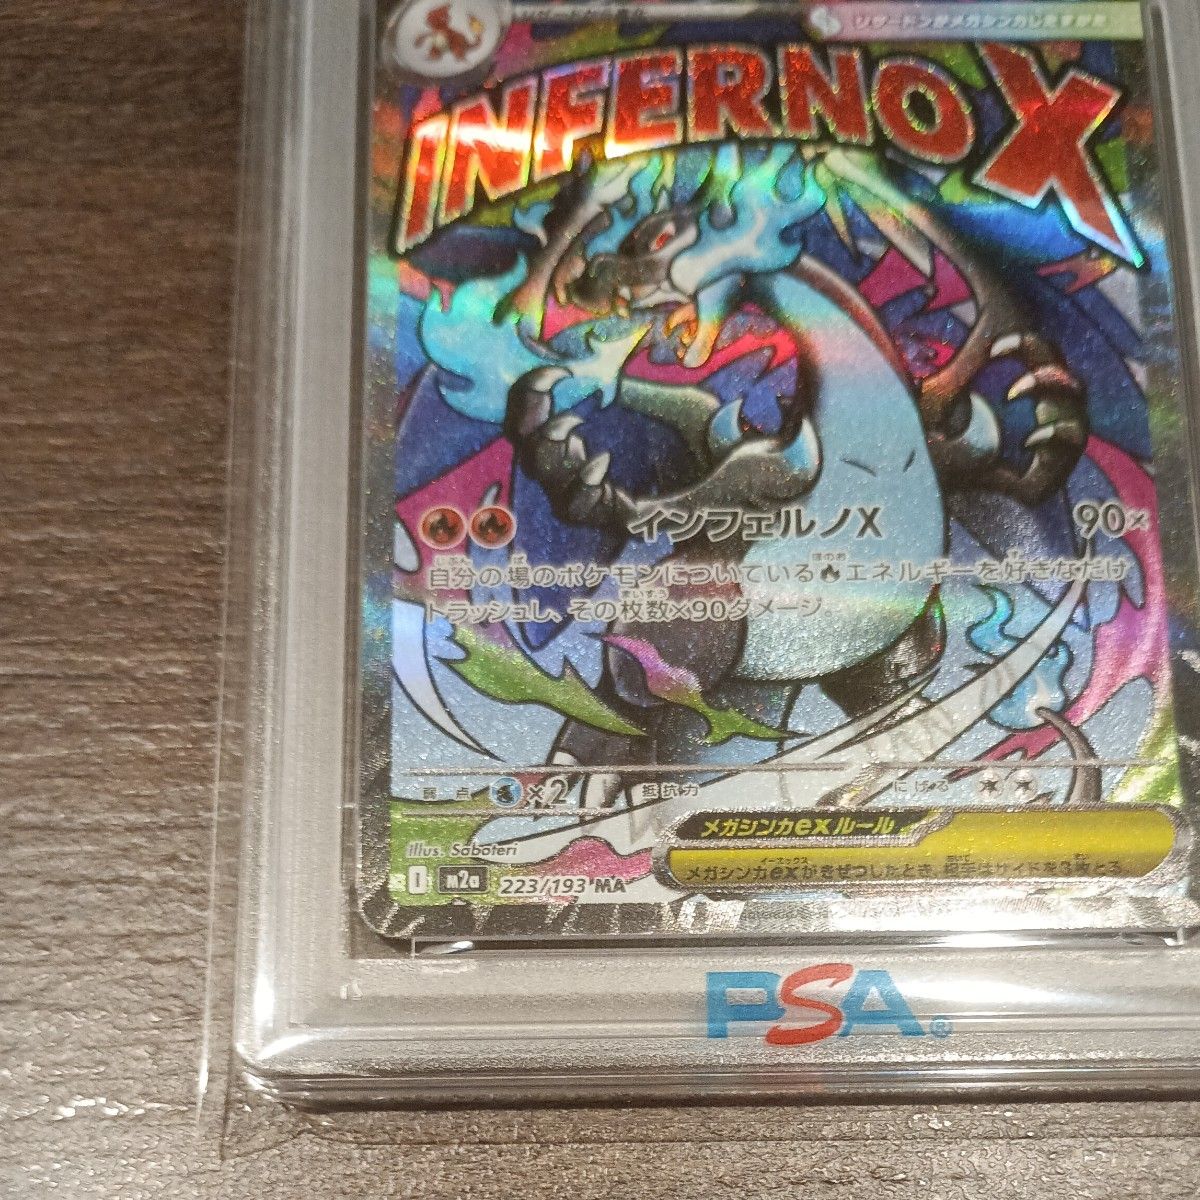 リザードンがメガシンカしたすがた
INFERNO X
インフェルノX 90×
自分の場のポケモンについているエネルギーを好きなだけ
トラッシュし、その枚数×90ダメージ。
弱点 ×2 抵抗力 にげる
illus. Saboteri
メガシンカexルール
メガシンカexがきぜつしたとき、相手はサイドを3枚とる。
I M2a 223/193 MA
PSA®